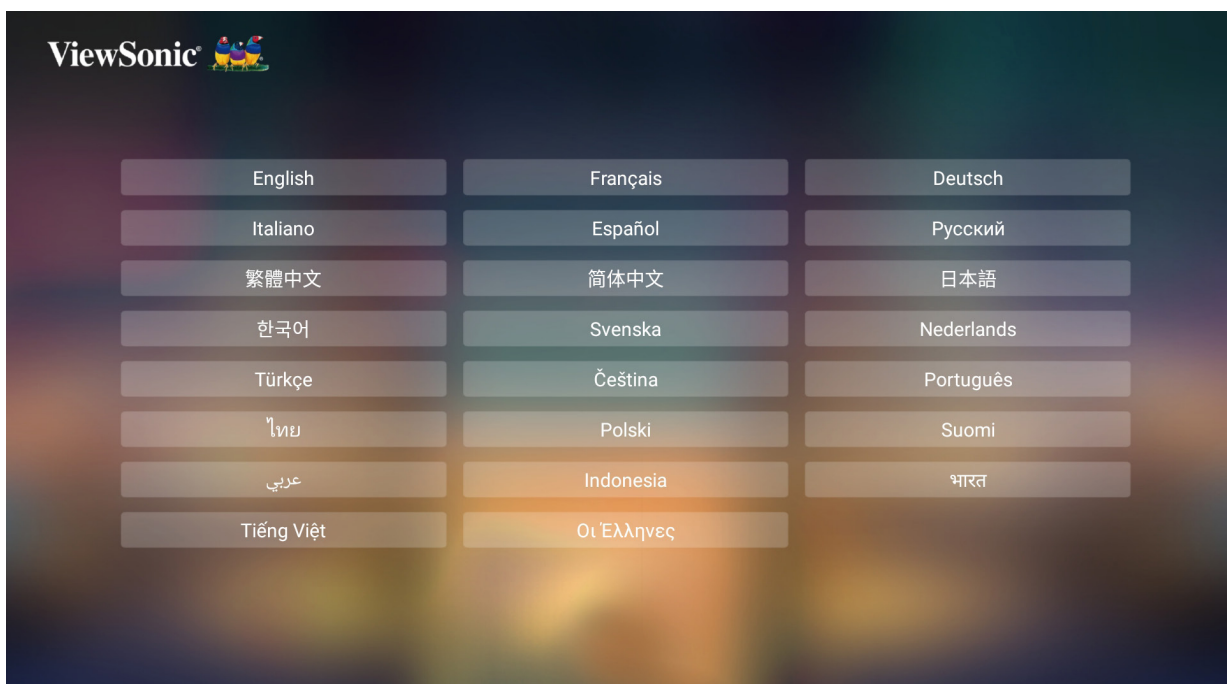 ViewSonic®
English Français Deutsch
Italiano Español Русский
繁體中文 简体中文 日本語
한국어 Svenska Nederlands
Türkçe Čeština Português
ไทย Polski Suomi
عربي Indonesia भारत
Tiếng Việt Οι Έλληνες